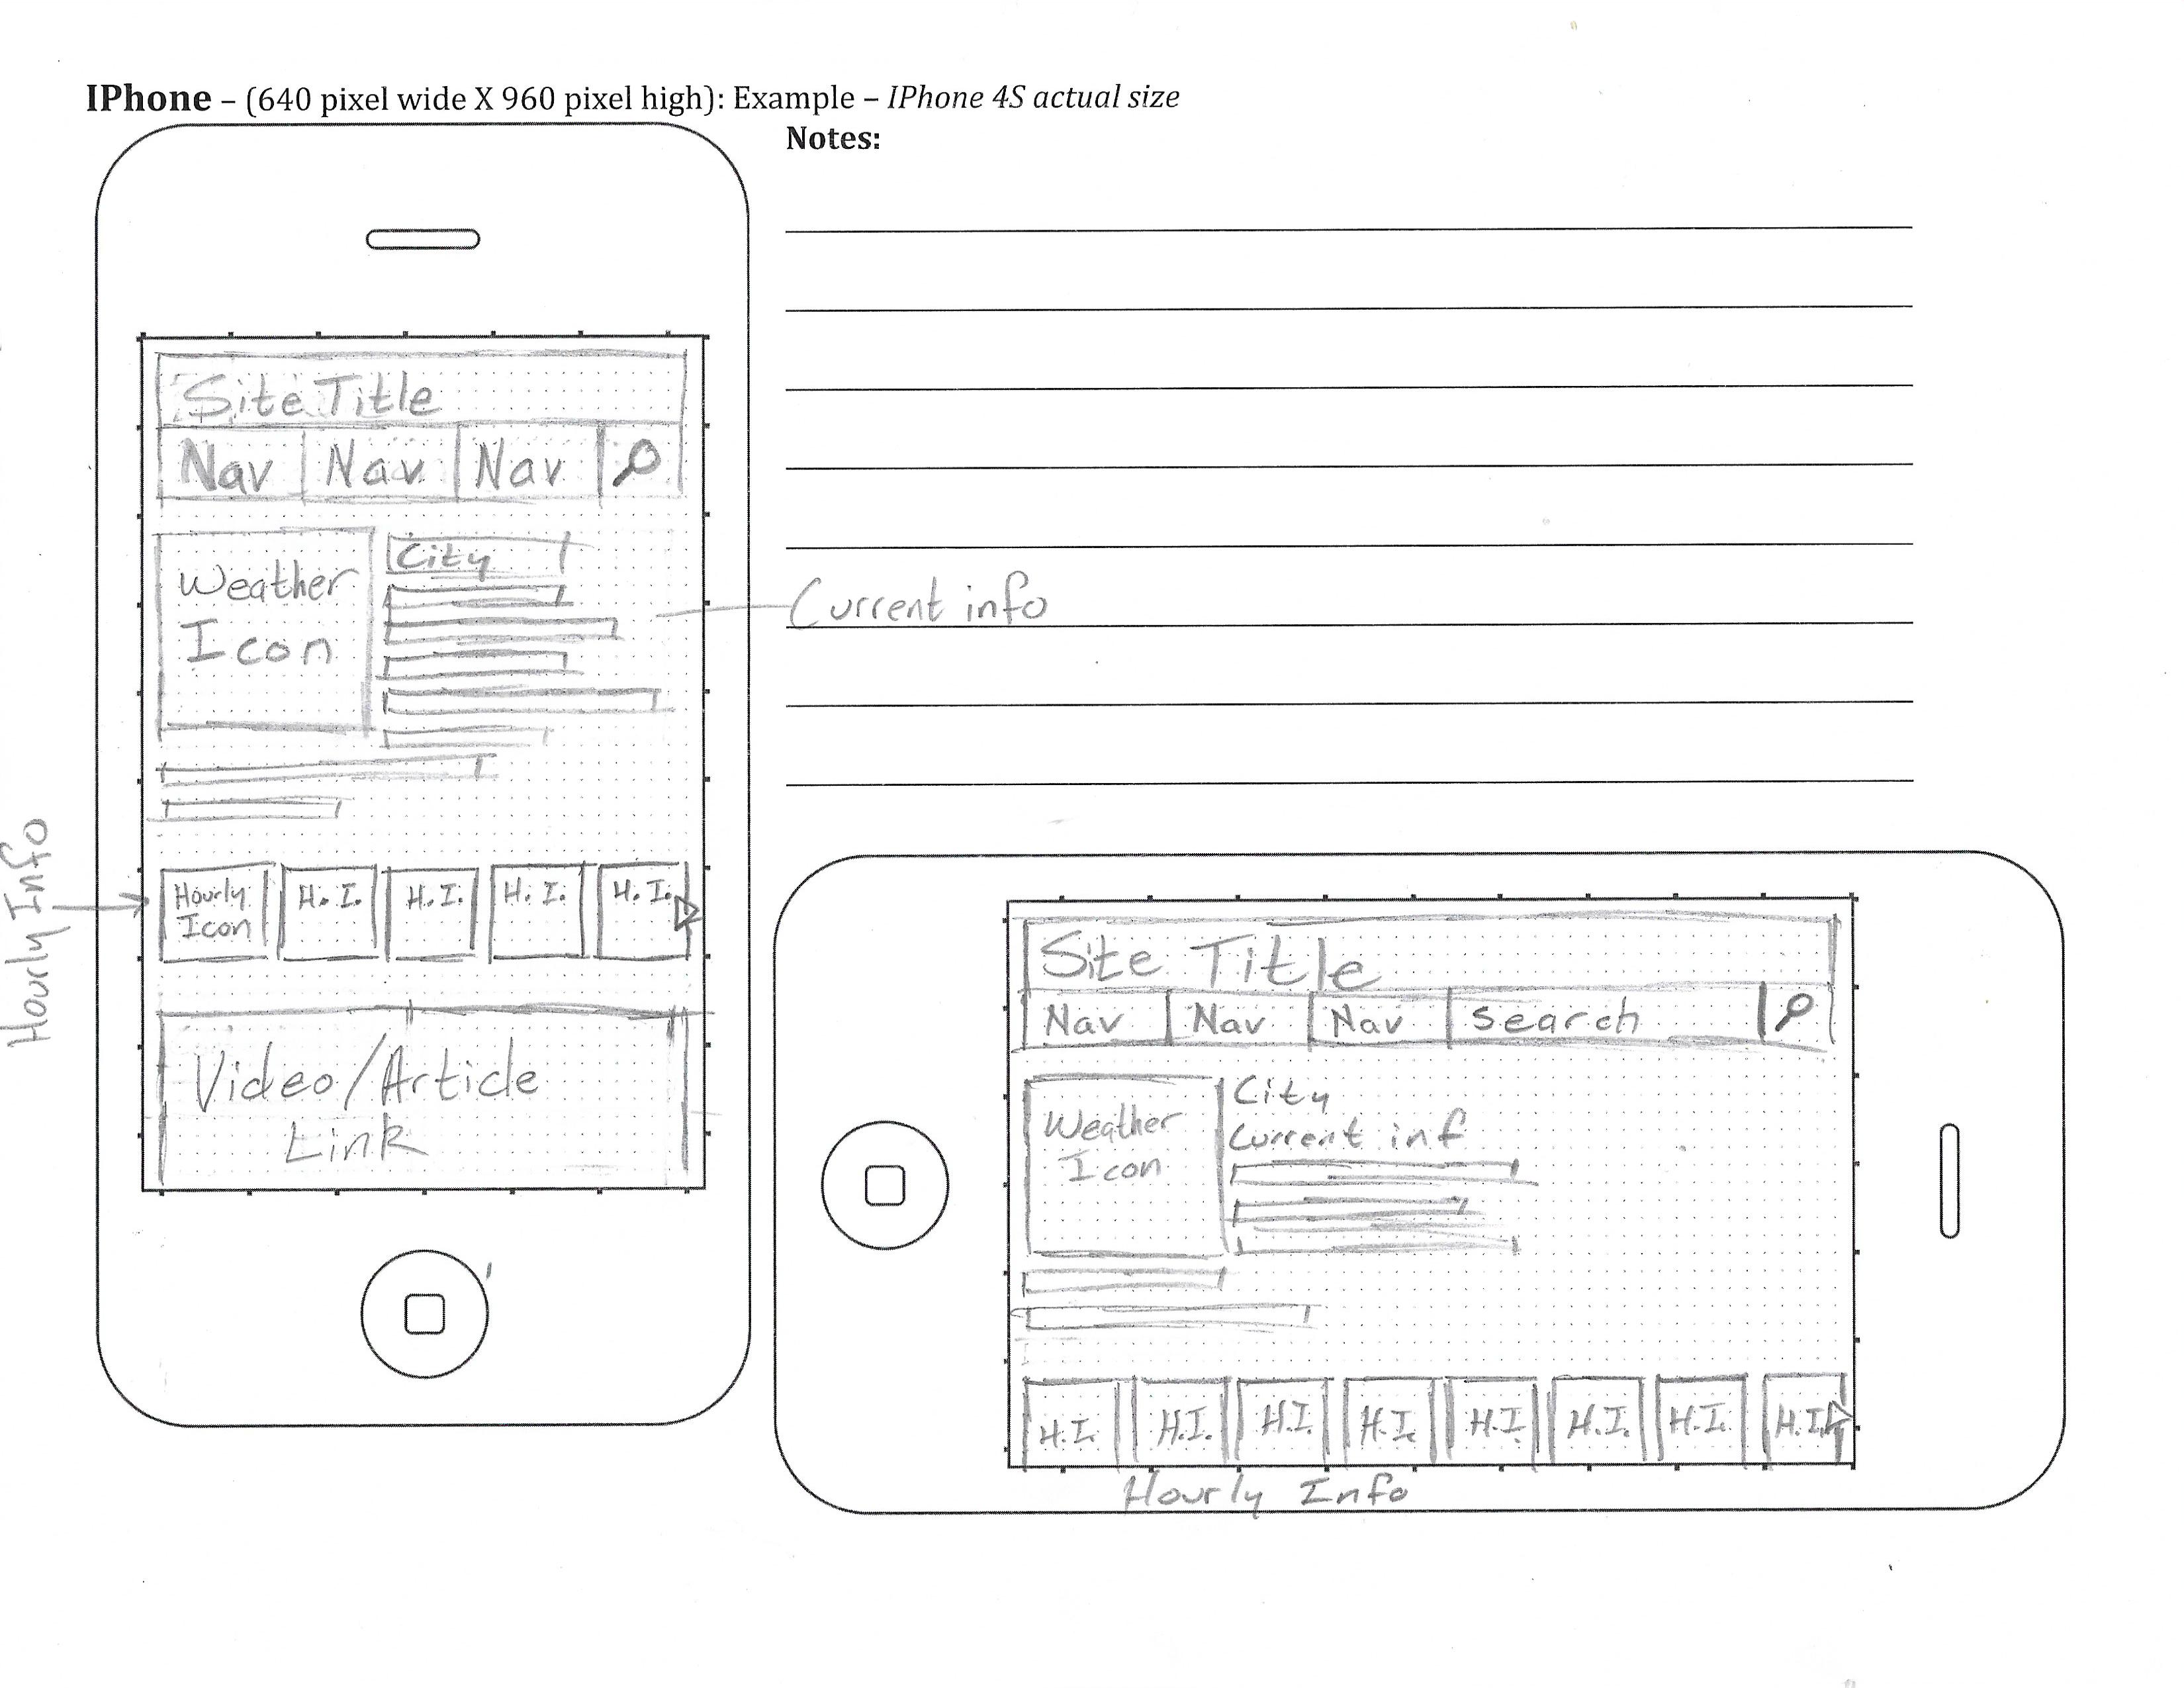 IPhone – (640 pixel wide X 960 pixel high): Example – IPhone 4S actual size
Notes:
Site Title
Nav Nav Nav
Weather
Icon
City
Current info
Hourly Info
Hourly
Icon
H.I. H.I. H.I. H.I.
Video/Article
Link
Site Title
Nav Nav Nav Search
Weather
Icon
City
Current inf
H.I. H.I. H.I. H.I. H.I. H.I. H.I. H.I.
Hourly Info